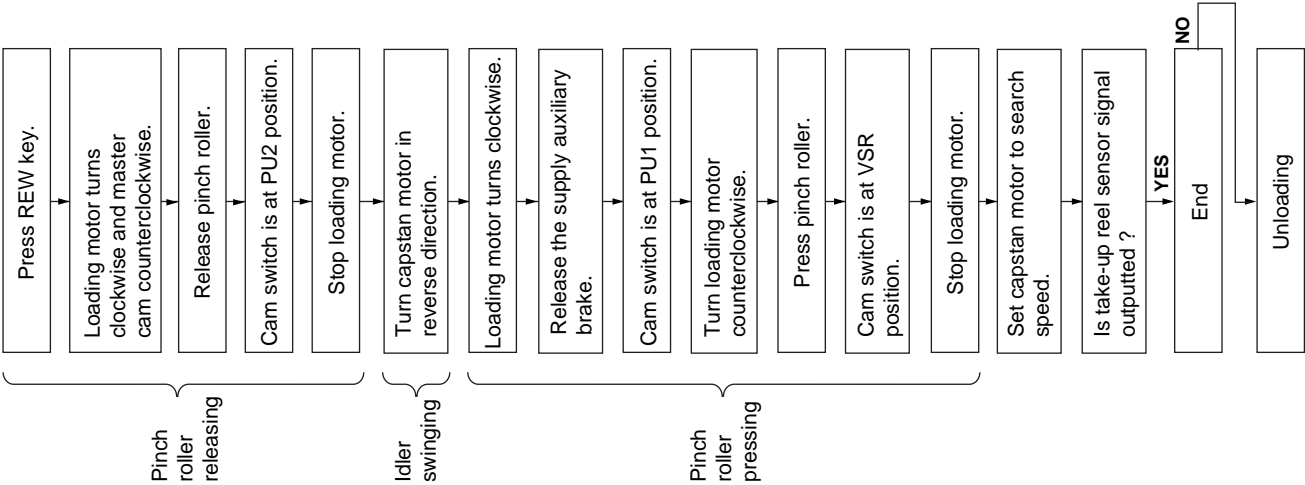 Press REW key.
Loading motor turns
clockwise and master
cam counterclockwise.
Release pinch roller.
Cam switch is at PU2 position.
Stop loading motor.
Pinch
roller
releasing
Turn capstan motor in
reverse direction.
Idler
swinging
Loading motor turns clockwise.
Release the supply auxiliary
brake.
Cam switch is at PU1 position.
Turn loading motor
counterclockwise.
Press pinch roller.
Cam switch is at VSR
position.
Stop loading motor.
Pinch
roller
pressing
Set capstan motor to search
speed.
Is take-up reel sensor signal
outputted ?
YES
NO
End
Unloading